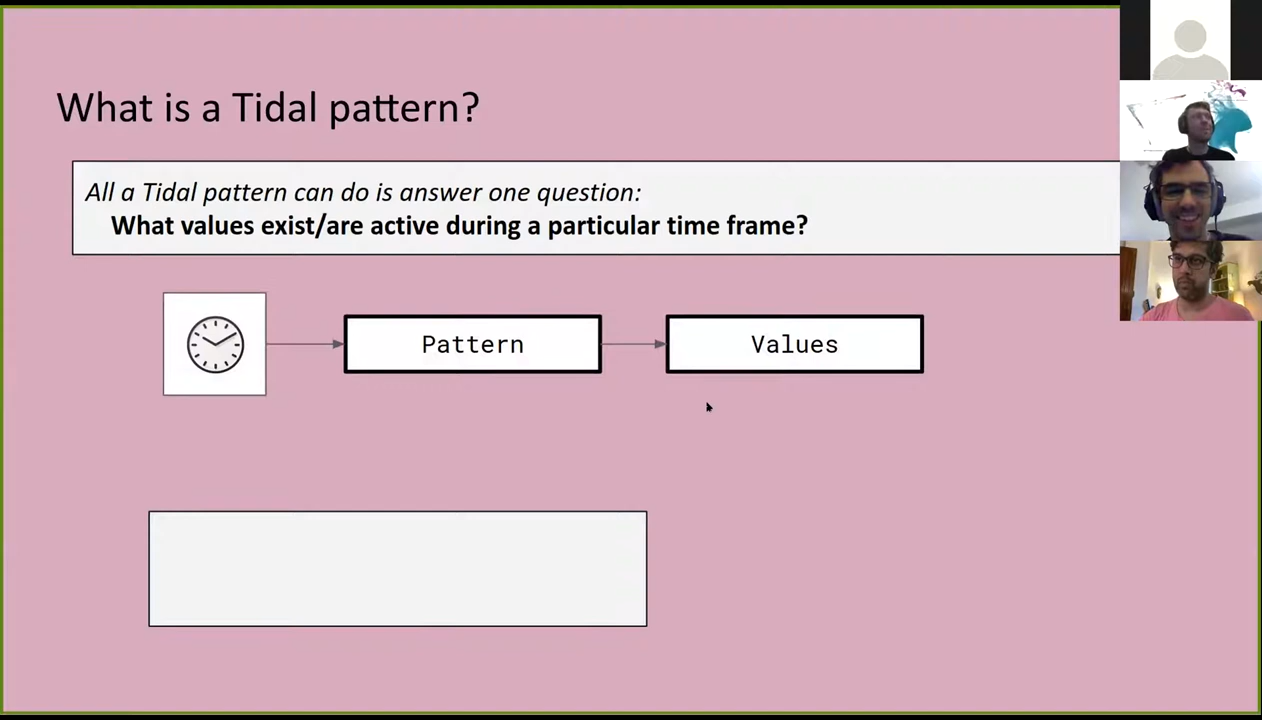 What is a Tidal pattern?
All a Tidal pattern can do is answer one question:
What values exist/are active during a particular time frame?
Pattern
Values